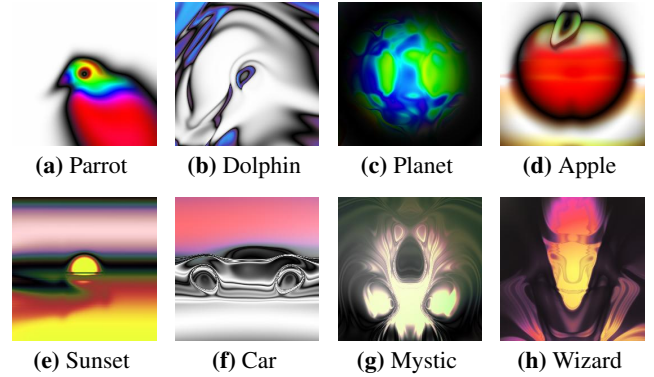 (a) Parrot
(b) Dolphin
(c) Planet
(d) Apple
(e) Sunset
(f) Car
(g) Mystic
(h) Wizard